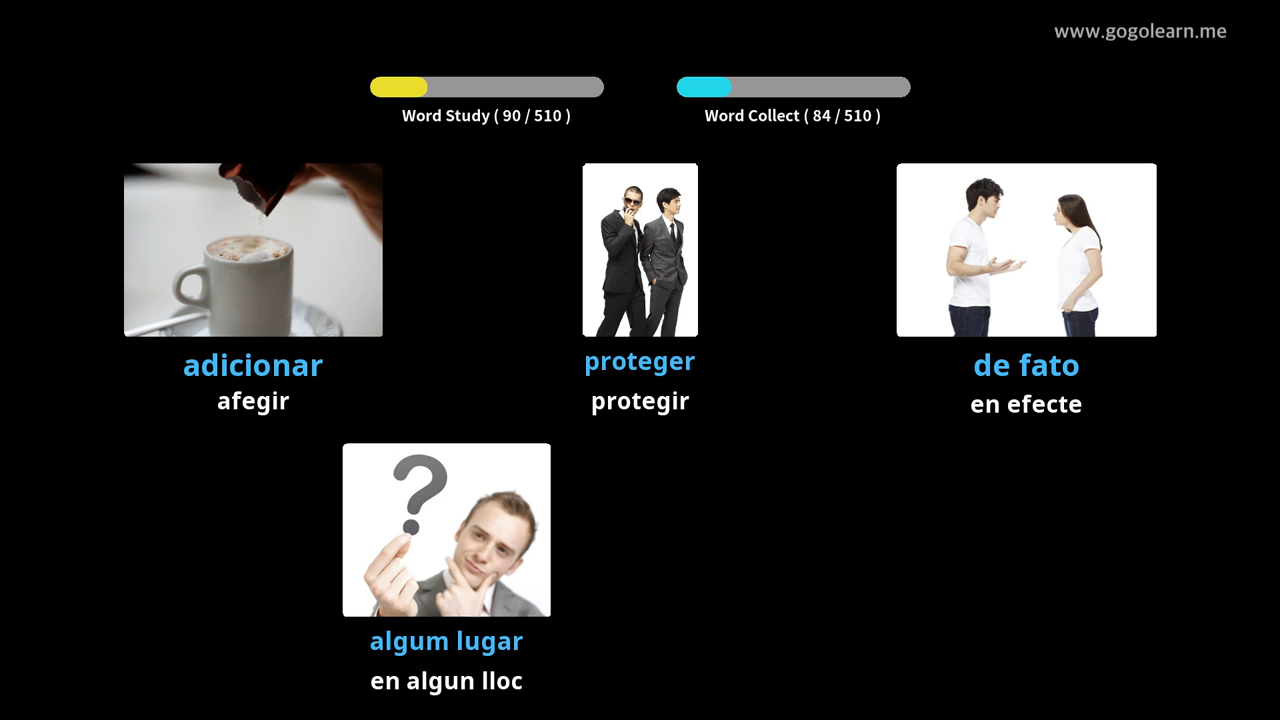 www.gogolearn.me
Word Study ( 90 / 510 )
Word Collect ( 84 / 510 )
adicionar
afegir
proteger
protegir
de fato
en efecte
algum lugar
en algun lloc